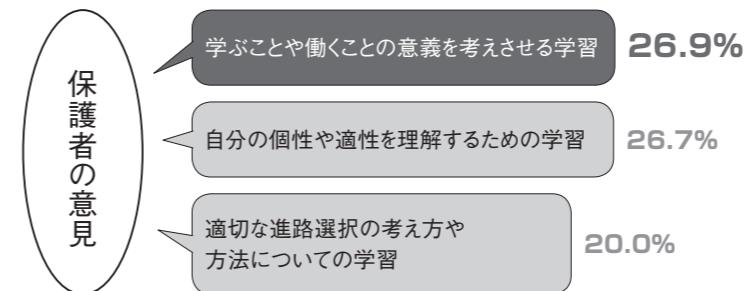 保護者の意見
学ぶことや働くことの意義を考えさせる学習 26.9%
自分の個性や適性を理解するための学習 26.7%
適切な進路選択の考え方や
方法についての学習
20.0%